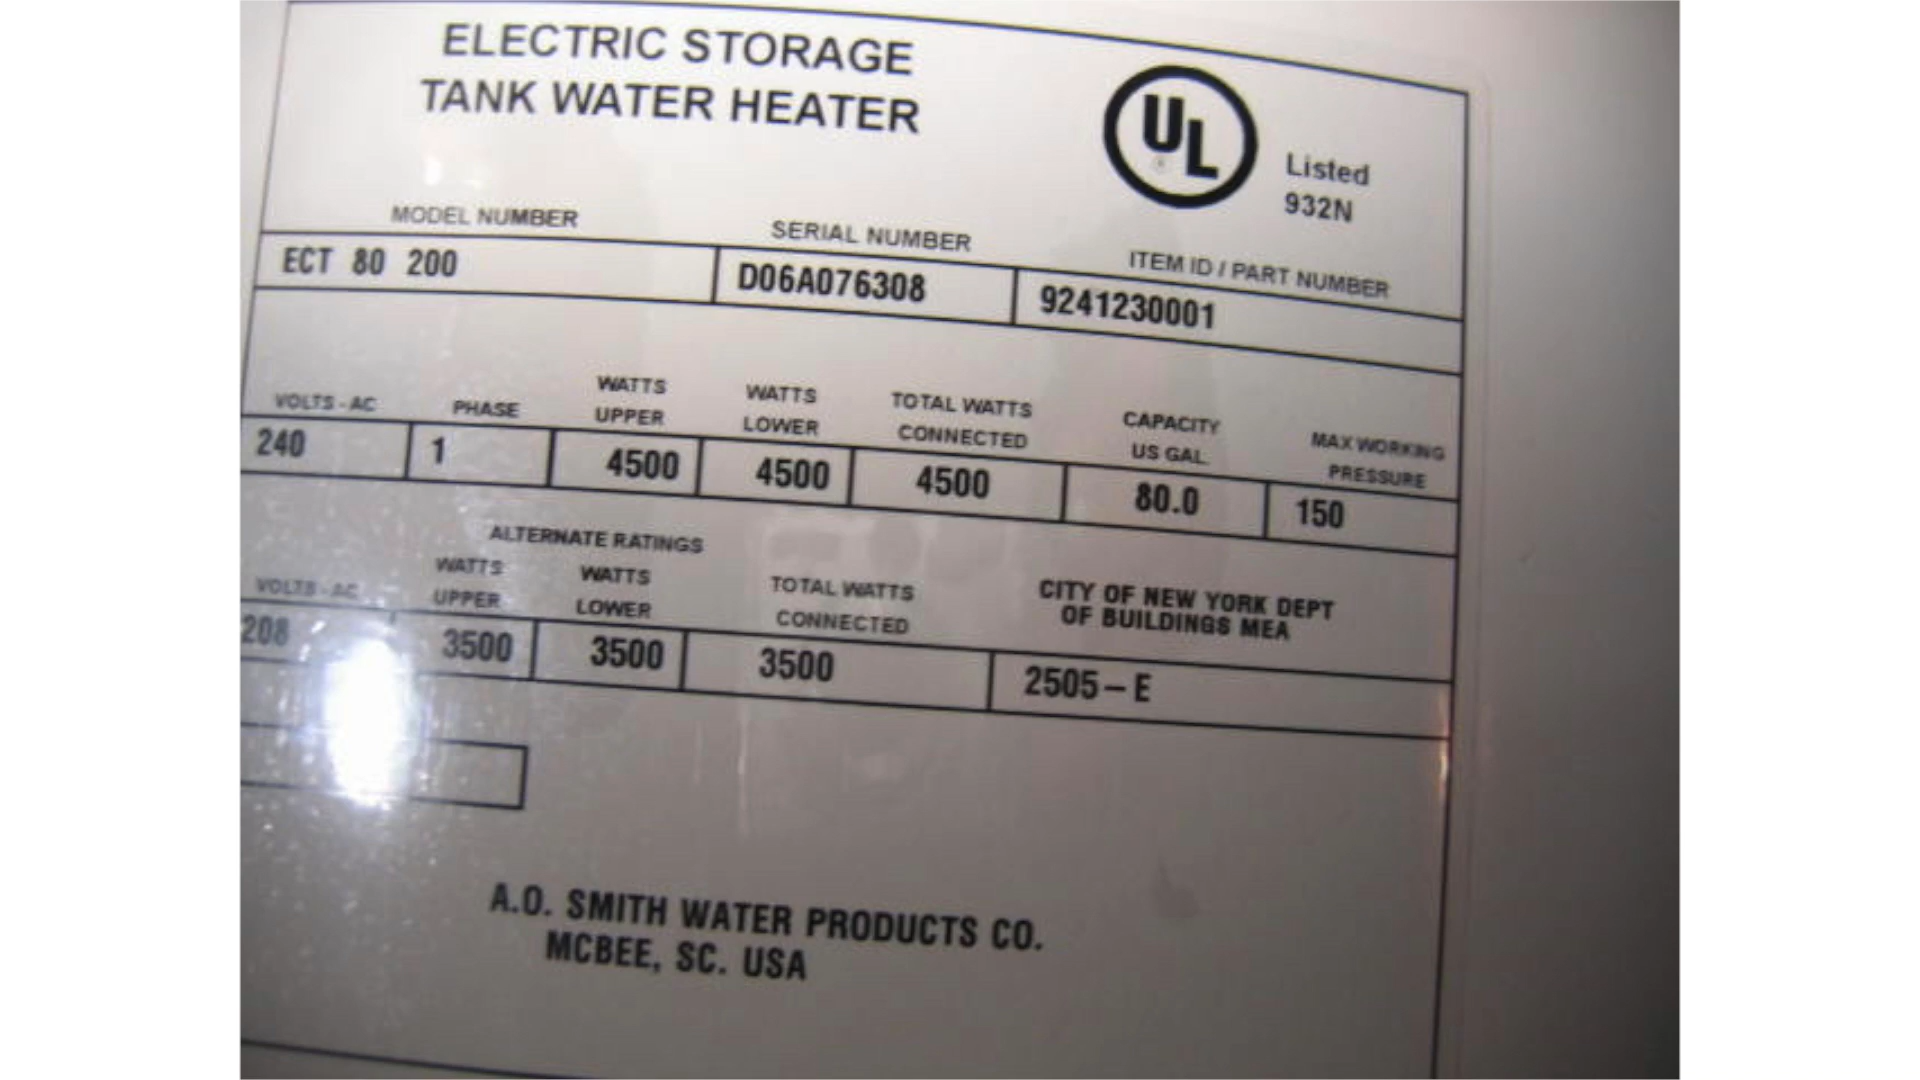 ELECTRIC STORAGE
TANK WATER HEATER
UL
®
Listed
932N
MODEL NUMBER SERIAL NUMBER ITEM ID / PART NUMBER
ECT 80 200 D06A076308 9241230001
VOLTS - AC PHASE WATTS UPPER WATTS LOWER TOTAL WATTS CONNECTED CAPACITY US GAL MAX WORKING PRESSURE
240 1 4500 4500 4500 80.0 150
ALTERNATE RATINGS
VOLTS - AC WATTS UPPER WATTS LOWER TOTAL WATTS CONNECTED CITY OF NEW YORK DEPT OF BUILDINGS MEA
208 3500 3500 3500 2505-E
A.O. SMITH WATER PRODUCTS CO.
MCBEE, SC. USA